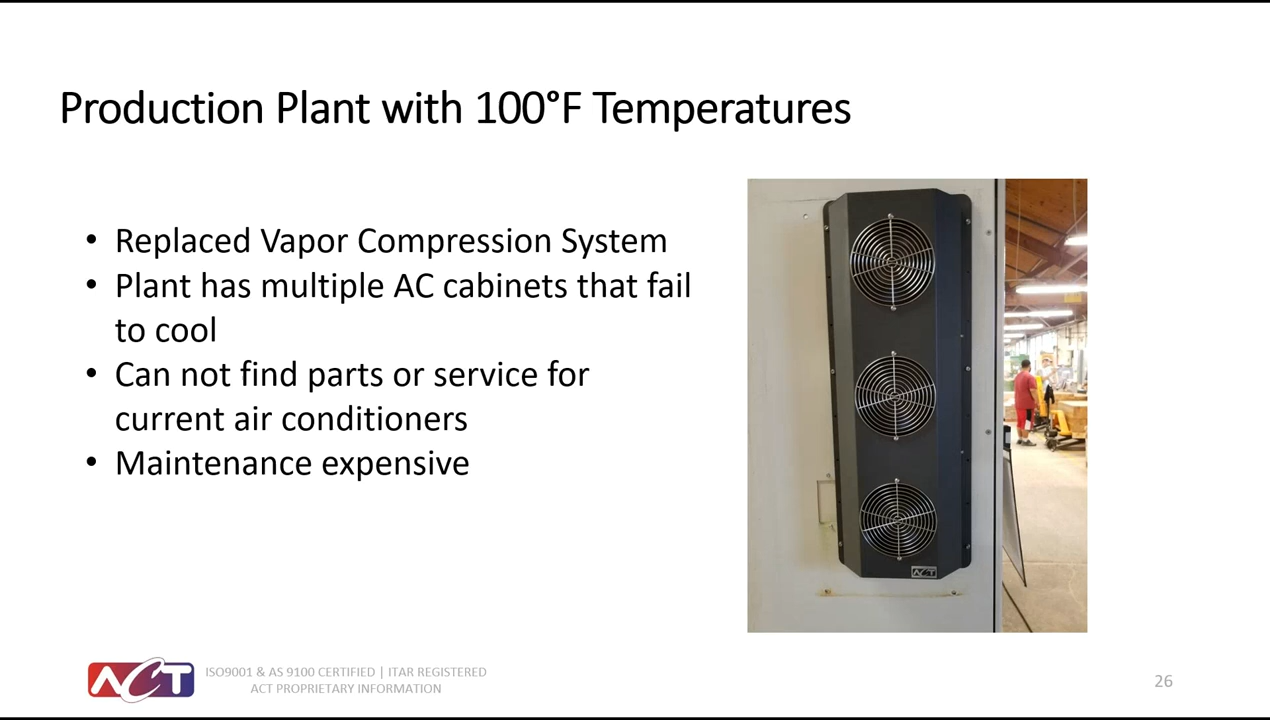 Production Plant with 100°F Temperatures
• Replaced Vapor Compression System
• Plant has multiple AC cabinets that fail
to cool
• Can not find parts or service for
current air conditioners
• Maintenance expensive
ACT
ACT
ISO9001 & AS 9100 CERTIFIED | ITAR REGISTERED
ACT PROPRIETARY INFORMATION
26